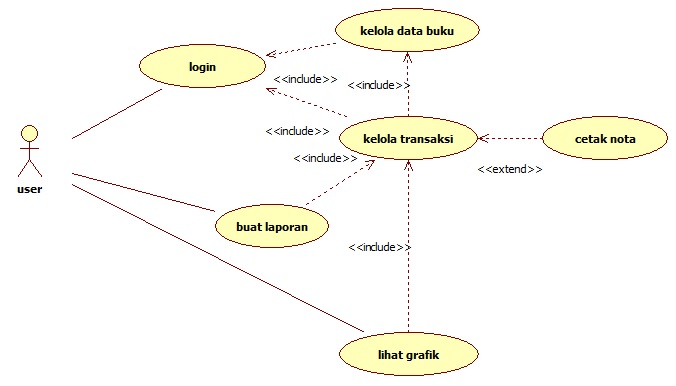 kelola data buku
login
<<include>>
<<include>>
<<include>>
kelola transaksi
cetak nota
<<include>>
<<extend>>
user
buat laporan
<<include>>
lihat grafik